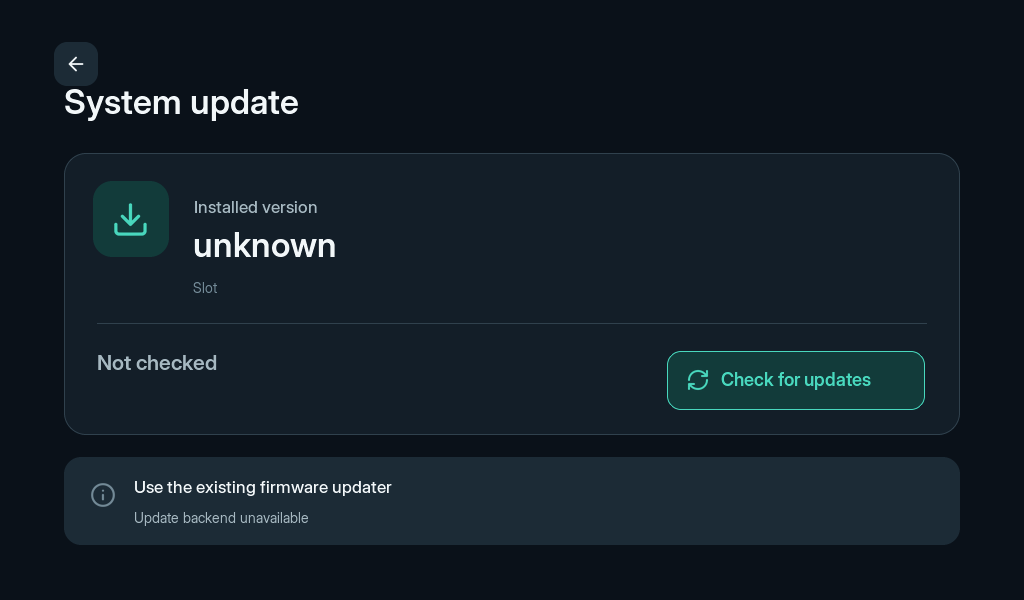 System update
Installed version
unknown
Slot
Not checked
Check for updates
Use the existing firmware updater
Update backend unavailable